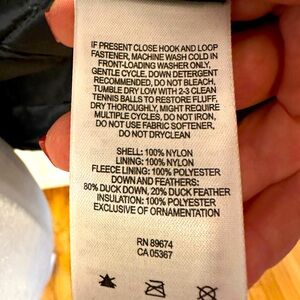 IF PRESENT CLOSE HOOK AND LOOP
FASTENER, MACHINE WASH COLD IN
FRONT-LOADING WASHER ONLY,
GENTLE CYCLE, DOWN DETERGENT
RECOMMENDED, DO NOT BLEACH,
TUMBLE DRY LOW WITH 2-3 CLEAN
TENNIS BALLS TO RESTORE FLUFF,
DRY THOROUGHLY, MIGHT REQUIRE
MULTIPLE CYCLES, DO NOT IRON,
DO NOT USE FABRIC SOFTENER,
DO NOT DRYCLEAN
SHELL: 100% NYLON
LINING: 100% NYLON
FLEECE LINING: 100% POLYESTER
DOWN AND FEATHERS:
80% DUCK DOWN, 20% DUCK FEATHER
INSULATION: 100% POLYESTER
EXCLUSIVE OF ORNAMENTATION
RN 89674
CA 05367